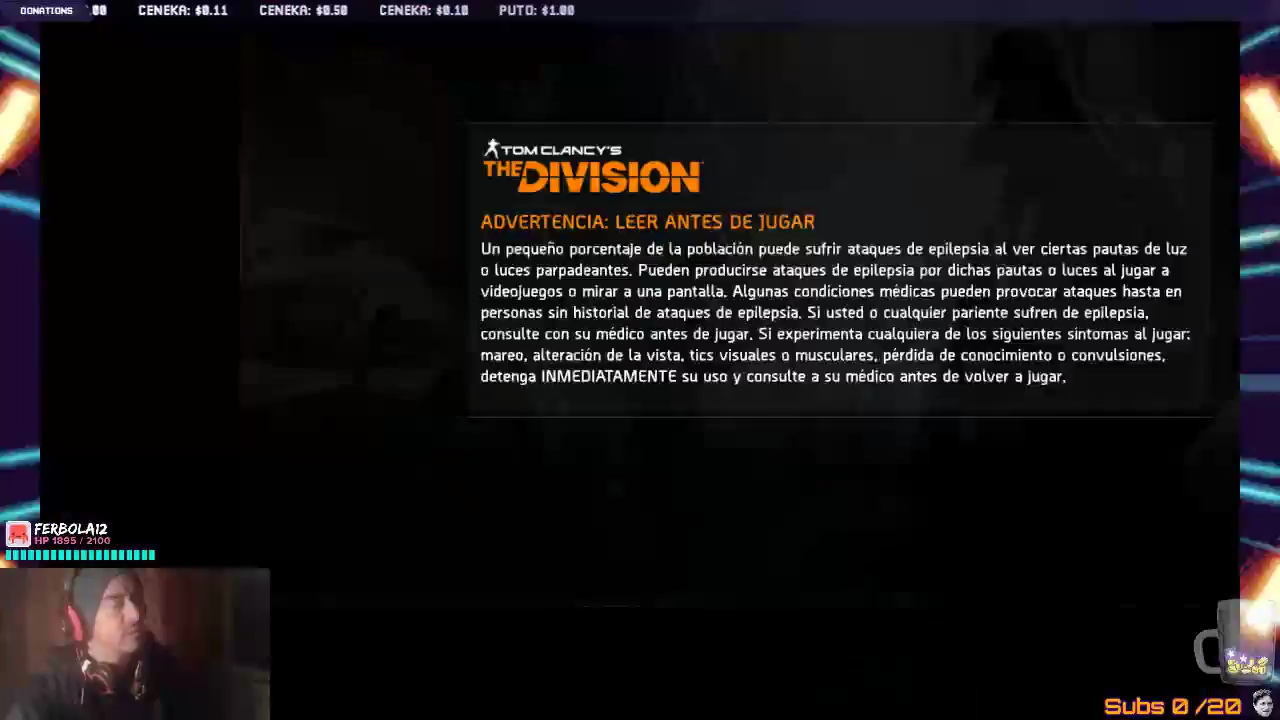 DONATIONS .00 CENEKA: $0.11 CENEKA: $0.50 CENEKA: $0.10 PUTO: $1.00
TOM CLANCY'S
THE DIVISION
ADVERTENCIA: LEER ANTES DE JUGAR
Un pequeño porcentaje de la población puede sufrir ataques de epilepsia al ver ciertas pautas de luz
o luces parpadeantes. Pueden producirse ataques de epilepsia por dichas pautas o luces al jugar a
videojuegos o mirar a una pantalla. Algunas condiciones médicas pueden provocar ataques hasta en
personas sin historial de ataques de epilepsia. Si usted o cualquier pariente sufren de epilepsia,
consulte con su médico antes de jugar. Si experimenta cualquiera de los siguientes síntomas al jugar:
mareo, alteración de la vista, tics visuales o musculares, pérdida de conocimiento o convulsiones,
detenga INMEDIATAMENTE su uso y consulte a su médico antes de volver a jugar.
FERBOLA12
HP 1895 / 2100
Subs 0 /20